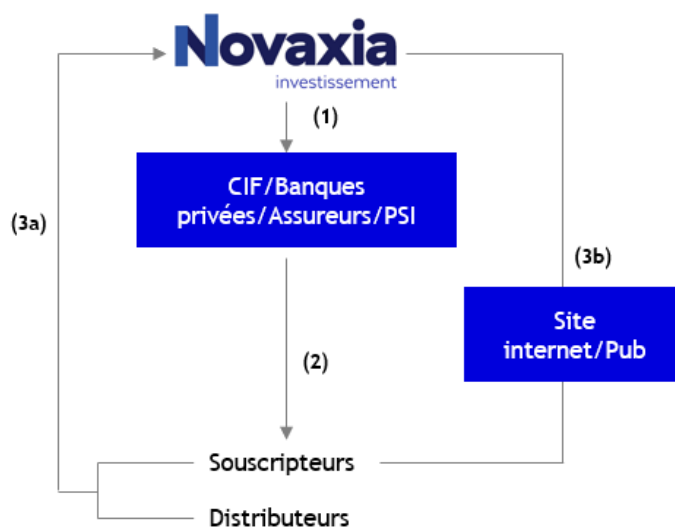 Novaxia
investissement
(1)
CIF/Banques
privées/Assureurs/PSI
(3a)
(3b)
Site
internet/Pub
(2)
Souscripteurs
Distributeurs